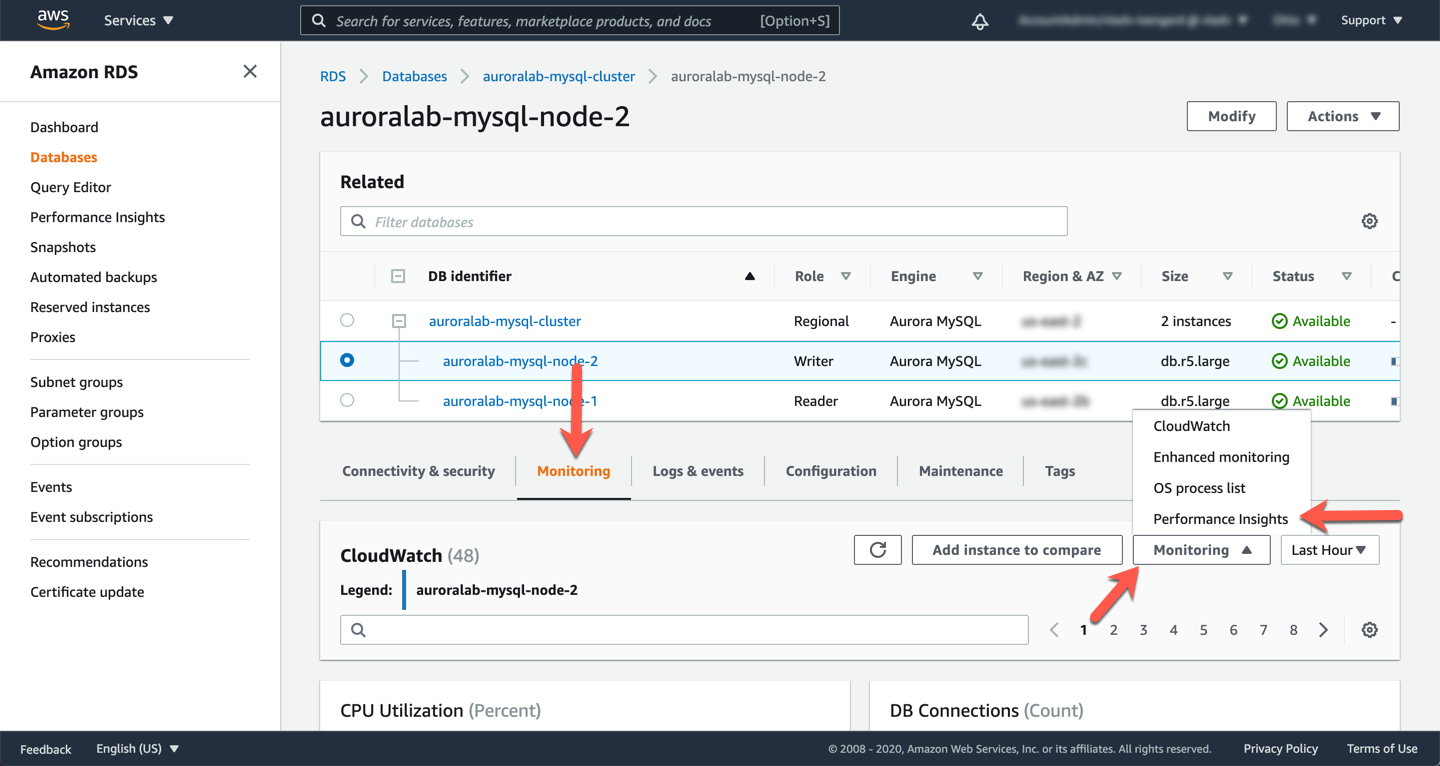 aws Services Search for services, features, marketplace products, and docs [Option+S] Support
Amazon RDS
Dashboard
Databases
Query Editor
Performance Insights
Snapshots
Automated backups
Reserved instances
Proxies
Subnet groups
Parameter groups
Option groups
Events
Event subscriptions
Recommendations
Certificate update
RDS Databases auroralab-mysql-cluster auroralab-mysql-node-2
auroralab-mysql-node-2
Modify Actions
Related
Filter databases
DB identifier Role Engine Region & AZ Size Status C
auroralab-mysql-cluster Regional Aurora MySQL 2 instances Available -
auroralab-mysql-node-2 Writer Aurora MySQL db.r5.large Available
auroralab-mysql-node-1 Reader Aurora MySQL db.r5.large Available
Connectivity & security Monitoring Logs & events Configuration Maintenance Tags
CloudWatch
Enhanced monitoring
OS process list
Performance Insights
CloudWatch (48) Add instance to compare Monitoring Last Hour
Legend: auroralab-mysql-node-2
1 2 3 4 5 6 7 8
CPU Utilization (Percent) DB Connections (Count)
Feedback English (US) © 2008 - 2020, Amazon Web Services, Inc. or its affiliates. All rights reserved. Privacy Policy Terms of Use